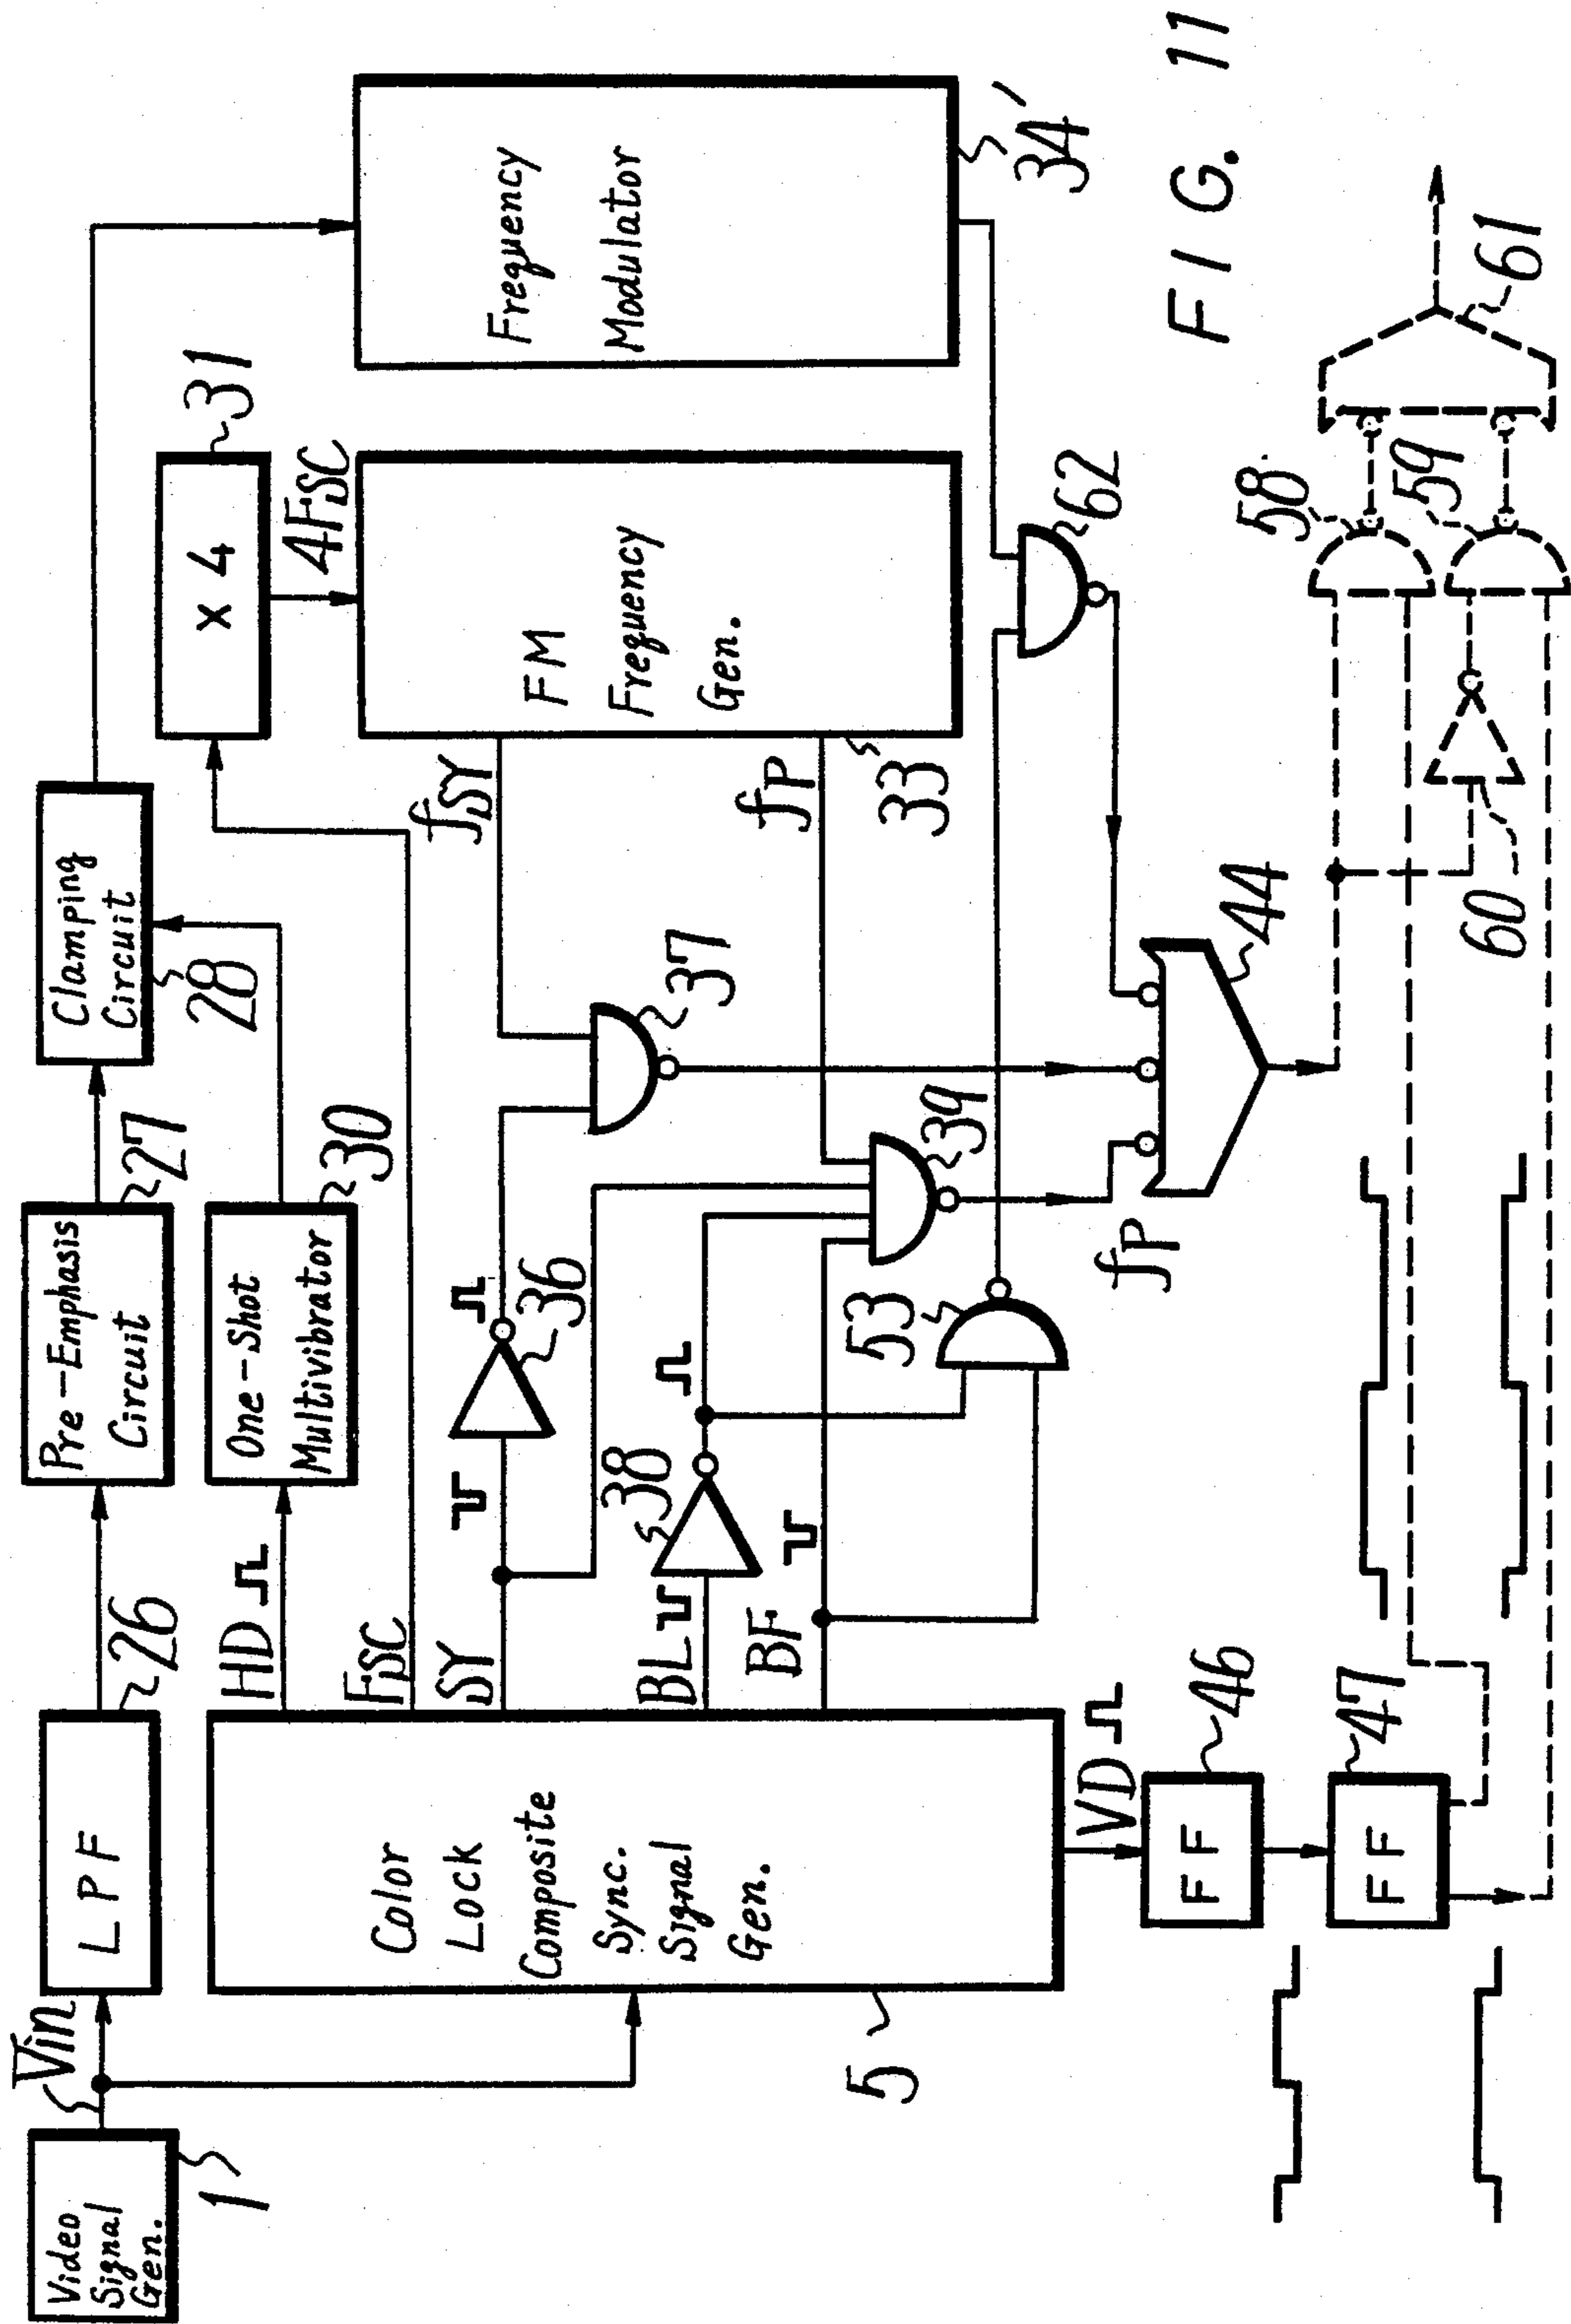 Video
Signal
Gen.
1
Vin
LPF
26
Pre-Emphasis
Circuit
27
Clamping
Circuit
28
HD
One-Shot
Multivibrator
30
FSC
x 4
31
4FSC
Color
Lock
Composite
Sync.
Signal
Gen.
5
SY
36
37
fSY
BL
38
BF
53
39
fP
FM
Frequency
Gen.
33
Frequency
Modulator
34'
62
fP
44
VD
FF
46
FF
47
58
59
60
61
FIG. 11